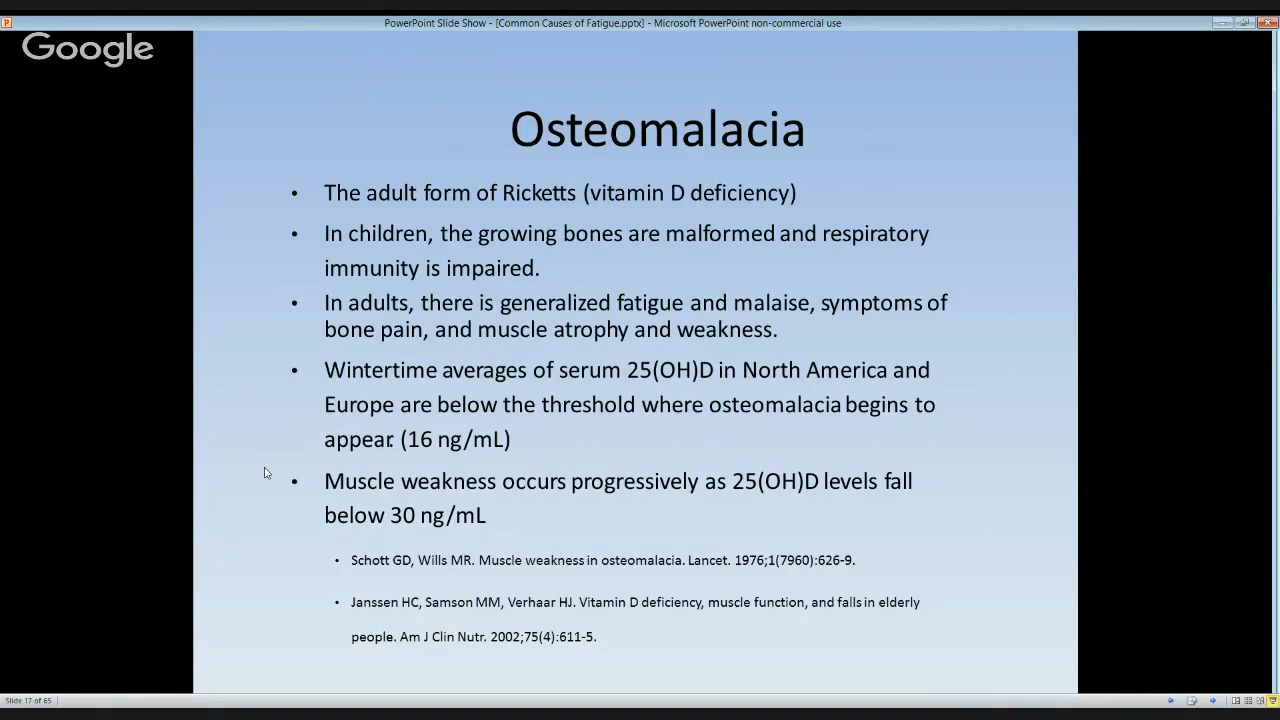 PowerPoint Slide Show - [Common Causes of Fatigue.pptx] - Microsoft PowerPoint non-commercial use
Google
Osteomalacia
• The adult form of Ricketts (vitamin D deficiency)
• In children, the growing bones are malformed and respiratory
immunity is impaired.
• In adults, there is generalized fatigue and malaise, symptoms of
bone pain, and muscle atrophy and weakness.
• Wintertime averages of serum 25(OH)D in North America and
Europe are below the threshold where osteomalacia begins to
appear. (16 ng/mL)
• Muscle weakness occurs progressively as 25(OH)D levels fall
below 30 ng/mL
• Schott GD, Wills MR. Muscle weakness in osteomalacia. Lancet. 1976;1(7960):626-9.
• Janssen HC, Samson MM, Verhaar HJ. Vitamin D deficiency, muscle function, and falls in elderly
people. Am J Clin Nutr. 2002;75(4):611-5.
Slide 17 of 65